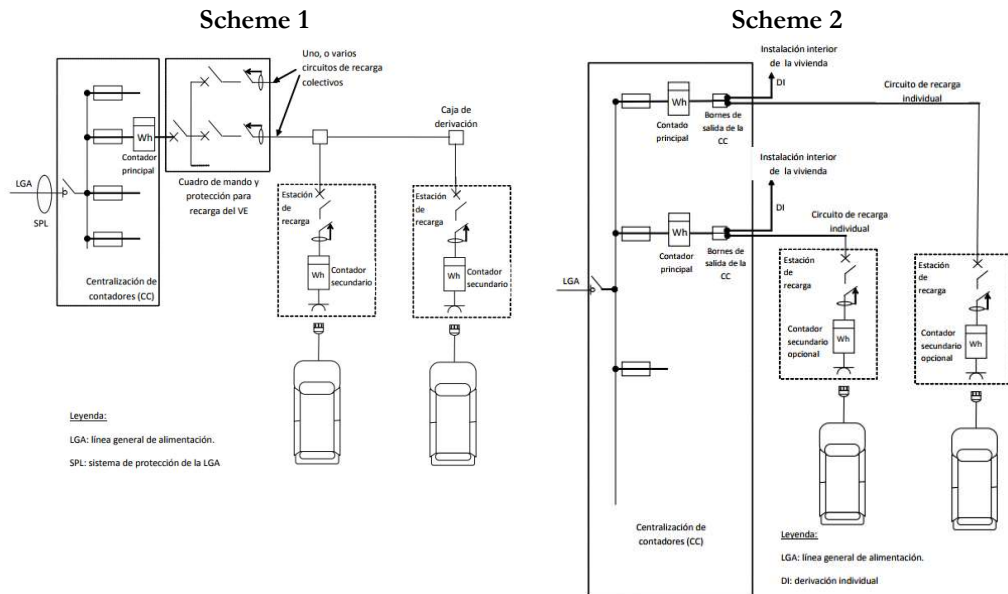 Scheme 1
Uno, o varios
circuitos de recarga
colectivos
Caja de
derivación
Wh
Contador
principal
LGA
SPL
Cuadro de mando y
protección para
recarga del VE
Centralización de
contadores (CC)
Estación
de
recarga
Wh
Contador
secundario
Estación
de
recarga
Wh
Contador
secundario
Leyenda:
LGA: línea general de alimentación.
SPL: sistema de protección de la LGA
Scheme 2
Instalación interior
de la vivienda
DI
Circuito de recarga
individual
Wh
Contado
principal
Bornes de
salida de la
CC
Instalación interior
de la vivienda
DI
Circuito de recarga
individual
Wh
Contador
principal
Bornes de
salida de la
CC
LGA
Estación
de
recarga
Contador
secundario
opcional
Wh
Estación
de
recarga
Contador
secundario
opcional
Wh
Centralización de
contadores (CC)
Leyenda:
LGA: línea general de alimentación.
DI: derivación individual